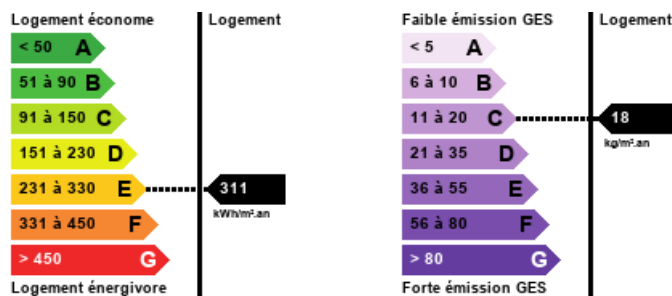 Logement économe
Logement
< 50 A
51 à 90 B
91 à 150 C
151 à 230 D
231 à 330 E
311
kWh/m².an
331 à 450 F
> 450 G
Logement énergivore
Faible émission GES
Logement
< 5 A
6 à 10 B
11 à 20 C
18
kg/m².an
21 à 35 D
36 à 55 E
56 à 80 F
> 80 G
Forte émission GES